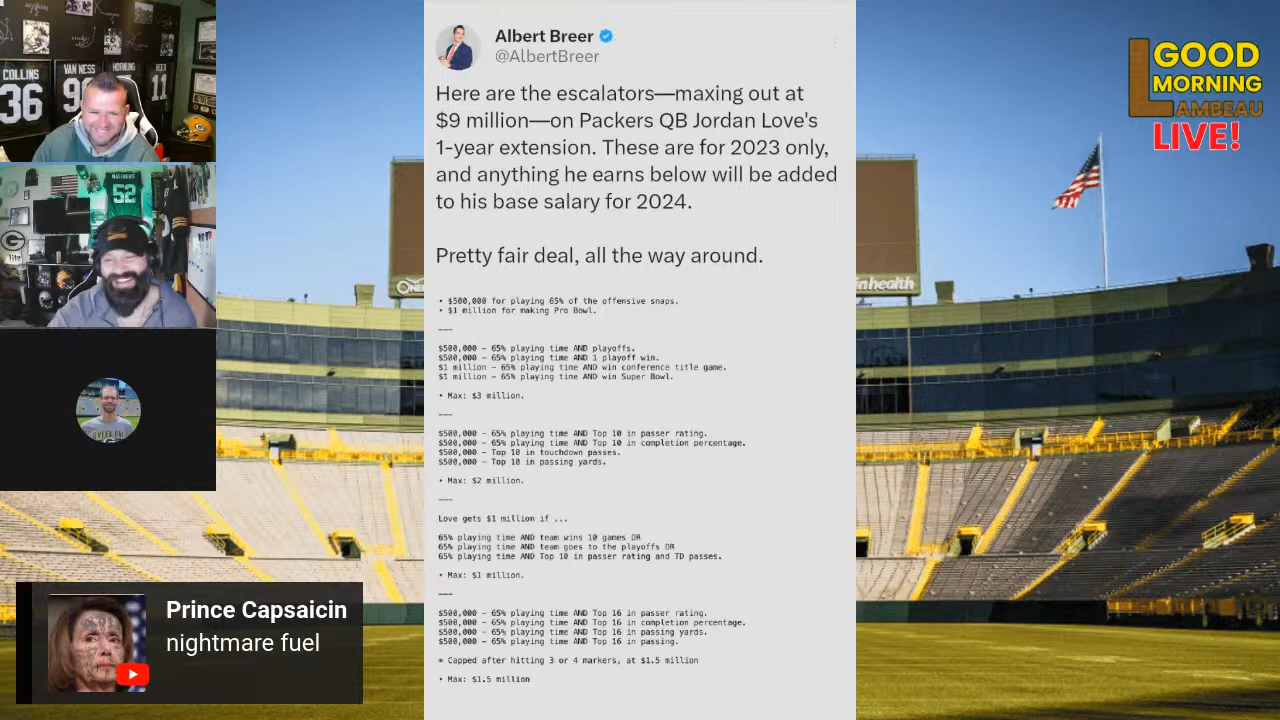 COLLINS
36
VAN NESS
HORNUNG
REED
11
MATTHEWS
52
Albert Breer
@AlbertBreer
Here are the escalators—maxing out at
$9 million—on Packers QB Jordan Love's
1-year extension. These are for 2023 only,
and anything he earns below will be added
to his base salary for 2024.
Pretty fair deal, all the way around.
• $500,000 for playing 65% of the offensive snaps.
• $1 million for making Pro Bowl.
———
$500,000 – 65% playing time AND playoffs.
$500,000 – 65% playing time AND 1 playoff win.
$1 million – 65% playing time AND win conference title game.
$1 million – 65% playing time AND win Super Bowl.
• Max: $3 million.
———
$500,000 – 65% playing time AND Top 10 in passer rating.
$500,000 – 65% playing time AND Top 10 in completion percentage.
$500,000 – Top 10 in touchdown passes.
$500,000 – Top 10 in passing yards.
• Max: $2 million.
———
Love gets $1 million if ...
65% playing time AND team wins 10 games OR
65% playing time AND team goes to the playoffs OR
65% playing time AND Top 10 in passer rating and TD passes.
• Max: $1 million.
———
$500,000 – 65% playing time AND Top 16 in passer rating.
$500,000 – 65% playing time AND Top 16 in completion percentage.
$500,000 – 65% playing time AND Top 16 in passing yards.
$500,000 – 65% playing time AND Top 16 in passing.
* Capped after hitting 3 or 4 markers, at $1.5 million
• Max: $1.5 million
GOOD
MORNING
LAMBEAU
LIVE!
Prince Capsaicin
nightmare fuel